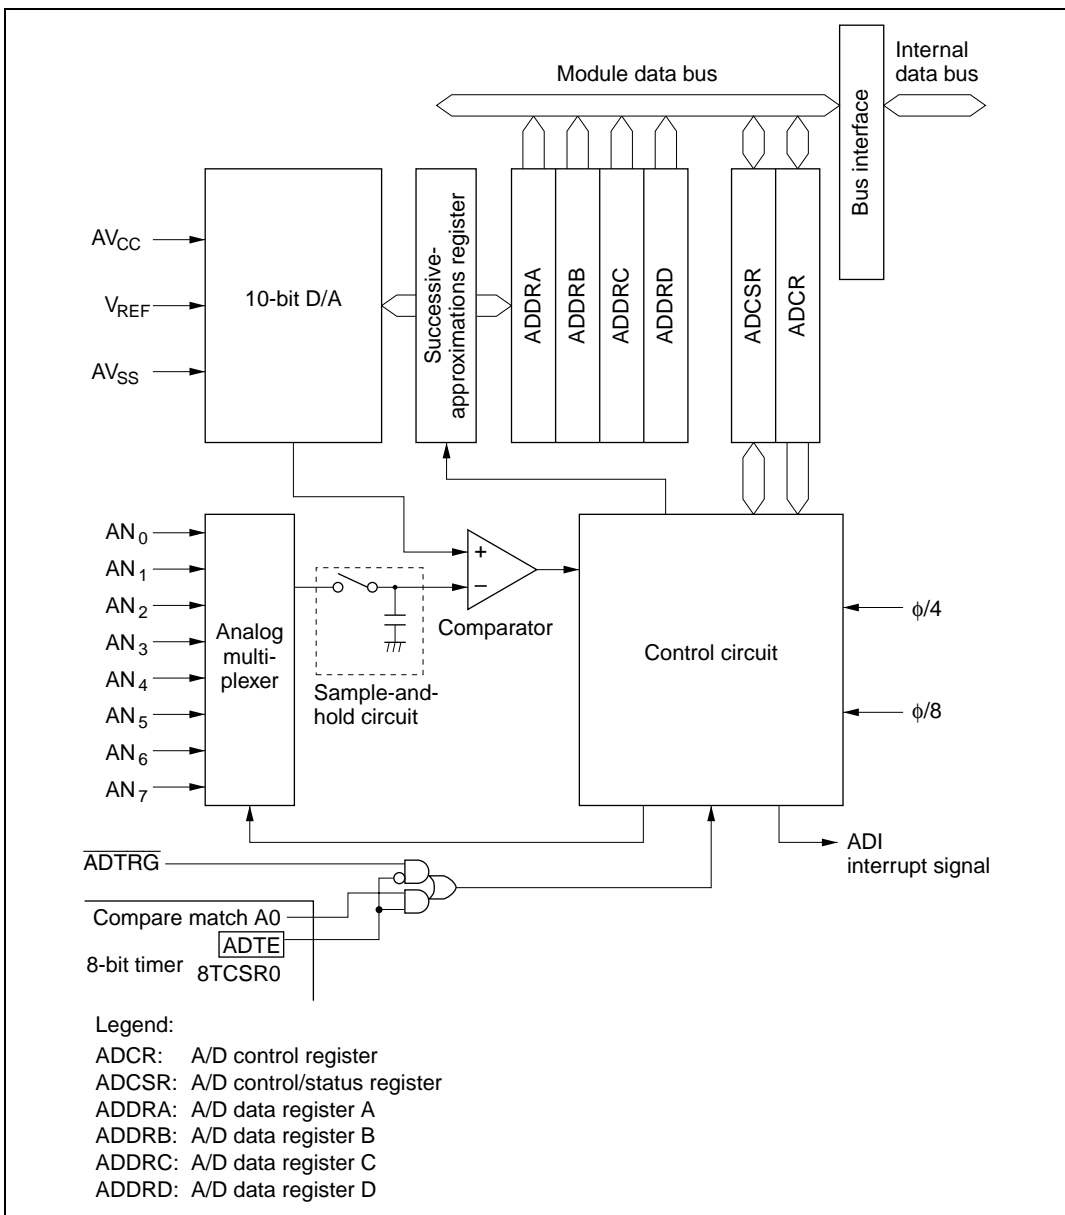 Module data bus
Internal
data bus
Bus interface
AVCC
VREF
AVSS
10-bit D/A
Successive-
approximations register
ADDRA
ADDRB
ADDRC
ADDRD
ADCSR
ADCR
AN0
AN1
AN2
AN3
AN4
AN5
AN6
AN7
Analog
multi-
plexer
Sample-and-
hold circuit
+
−
Comparator
Control circuit
ϕ/4
ϕ/8
ADI
interrupt signal
ADTRG
Compare match A0
ADTE
8-bit timer
8TCSR0
Legend:
ADCR: A/D control register
ADCSR: A/D control/status register
ADDRA: A/D data register A
ADDRB: A/D data register B
ADDRC: A/D data register C
ADDRD: A/D data register D